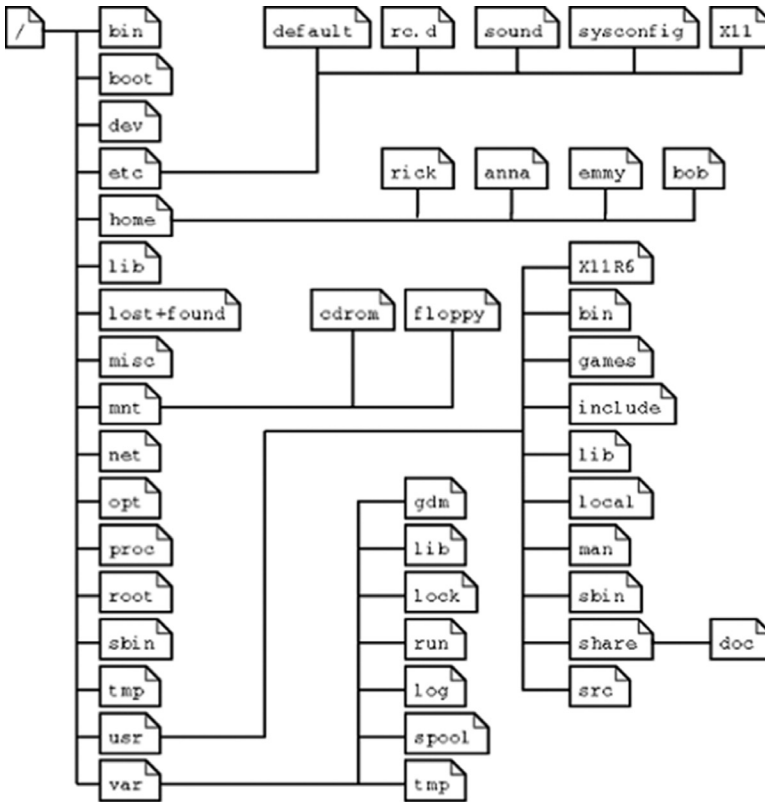 / bin default rc.d sound sysconfig X11
boot
dev
etc rick anna emmy bob
home
lib X11R6
lost+found cdrom floppy bin
misc games
mnt include
net lib
opt gdm local
proc lib man
root lock sbin
sbin run share doc
tmp log src
usr spool
var tmp